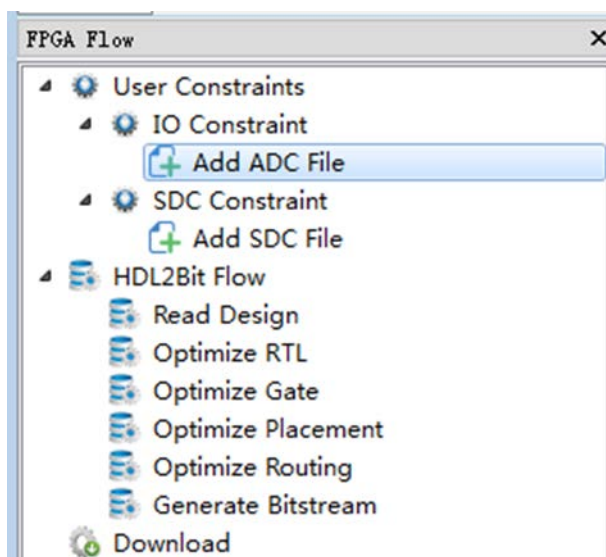 FPGA Flow
User Constraints
IO Constraint
Add ADC File
SDC Constraint
Add SDC File
HDL2Bit Flow
Read Design
Optimize RTL
Optimize Gate
Optimize Placement
Optimize Routing
Generate Bitstream
Download